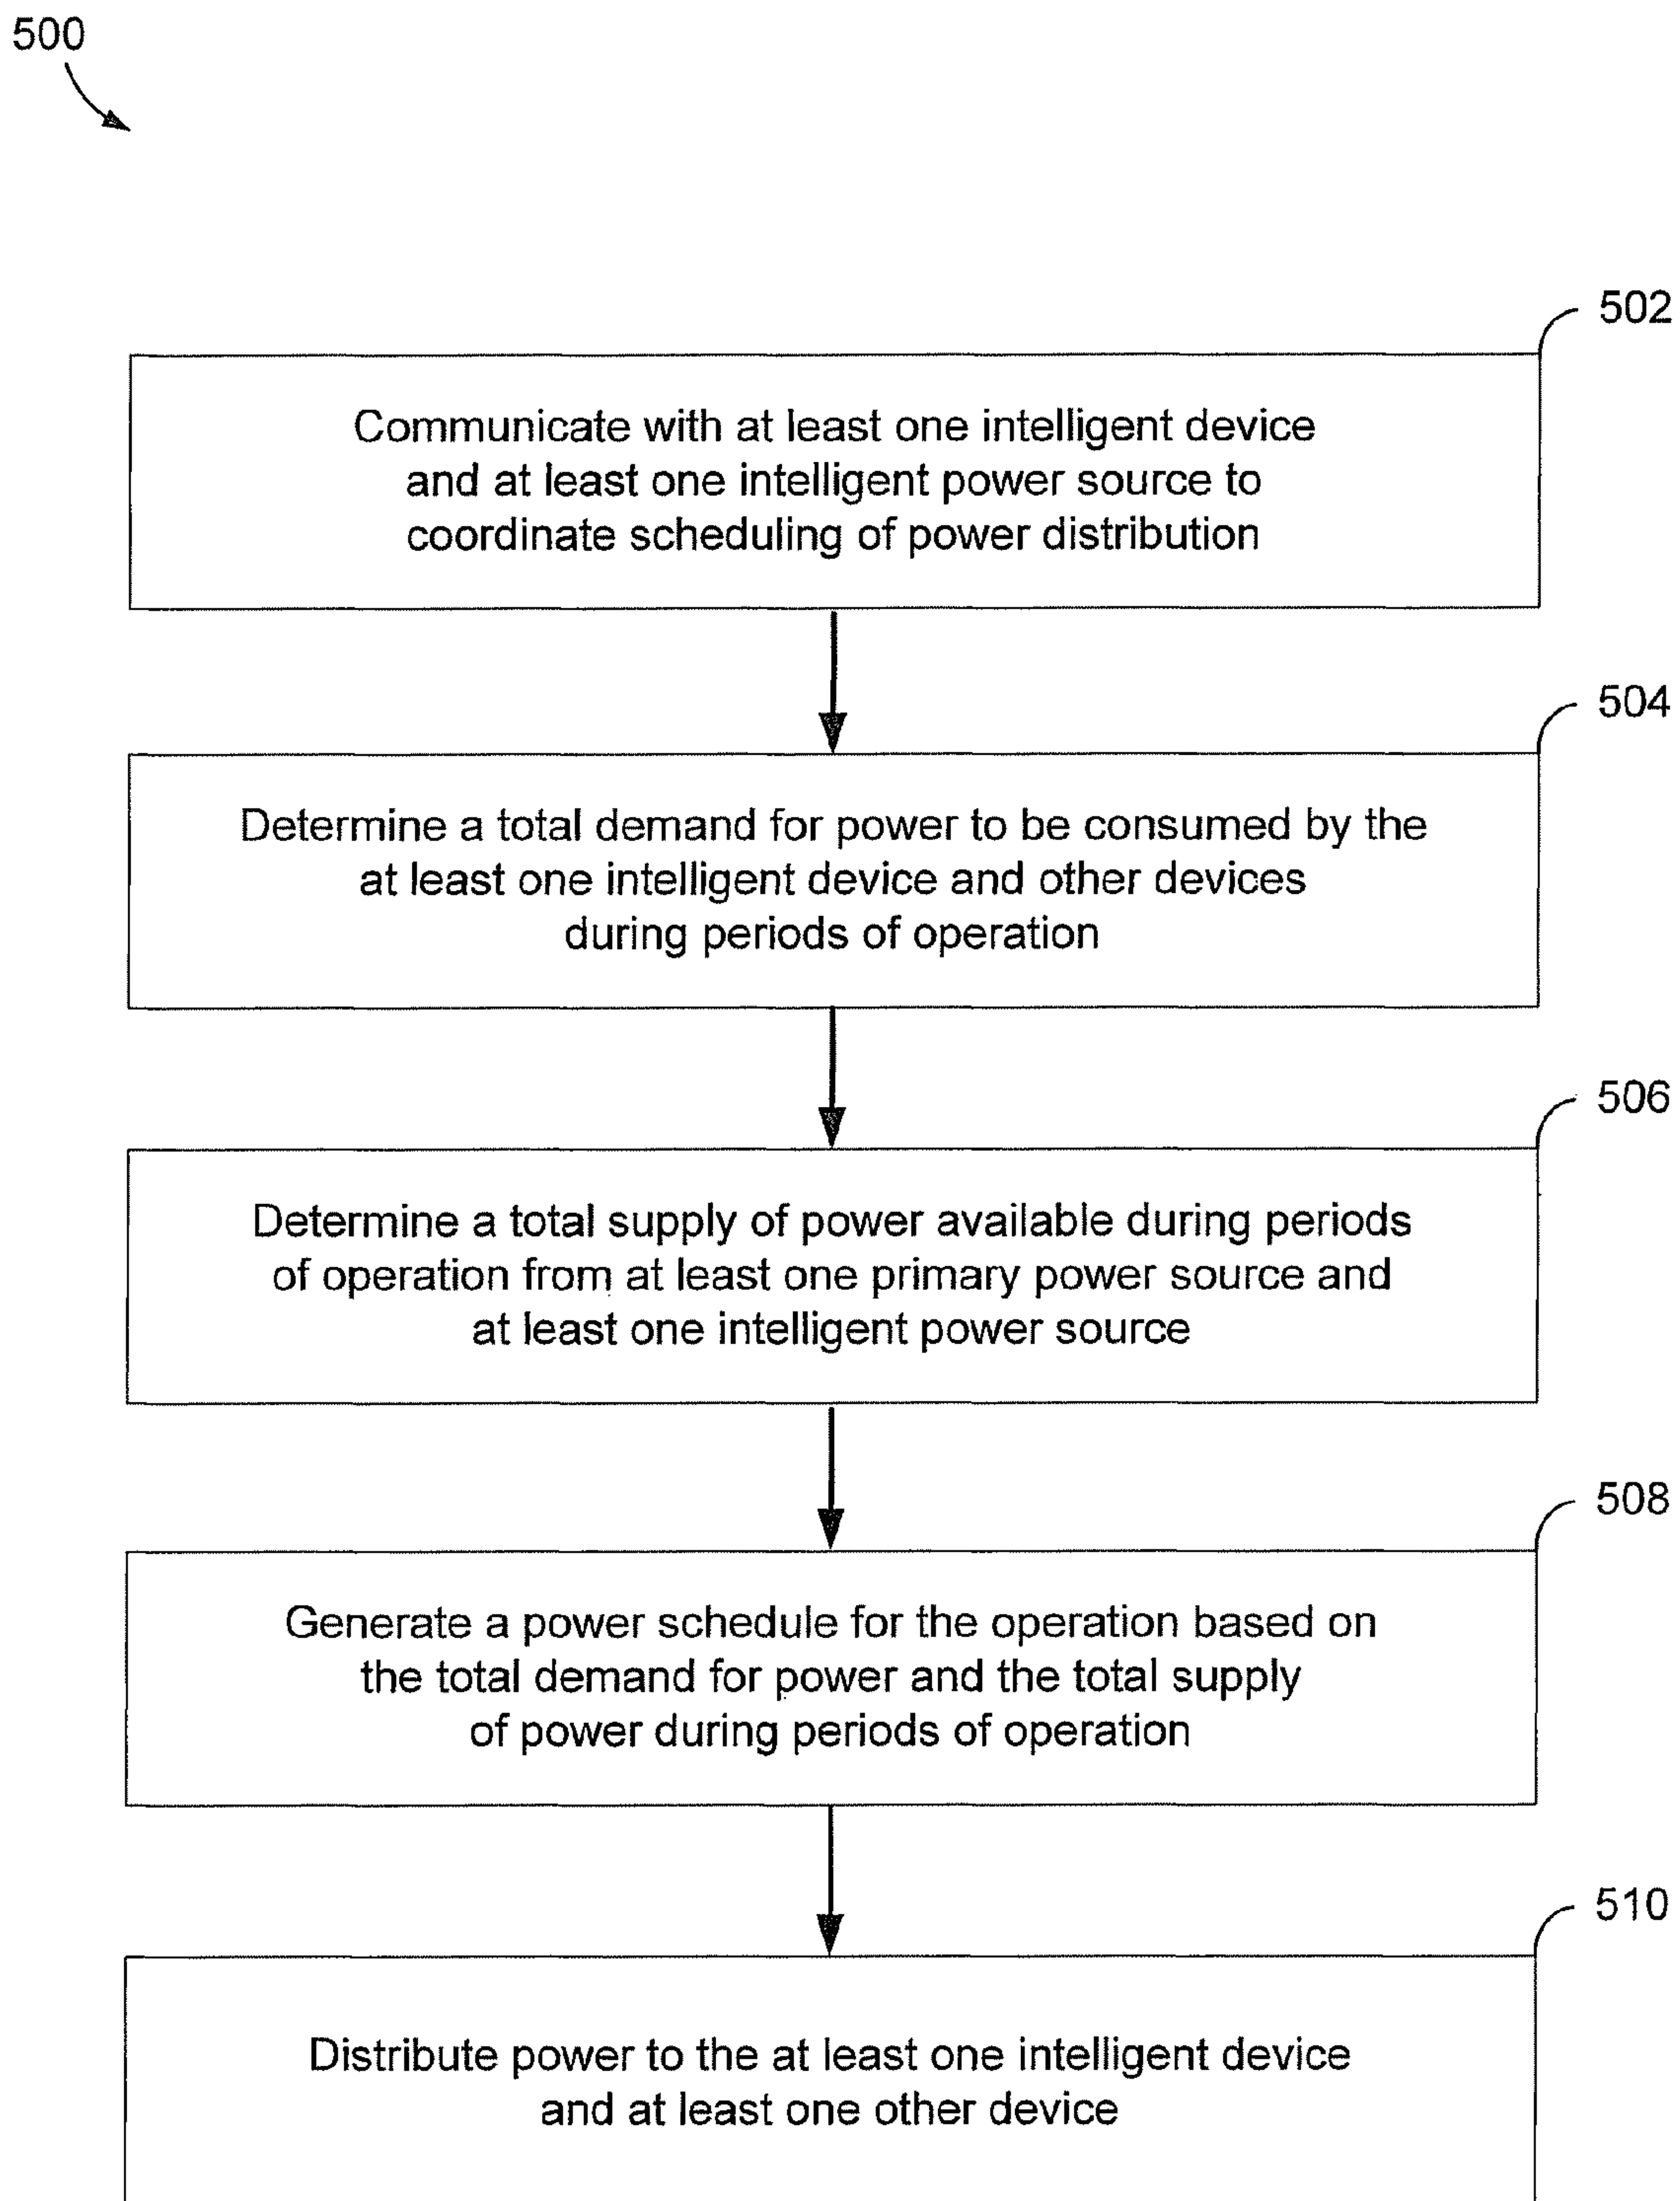 500
502
Communicate with at least one intelligent device
and at least one intelligent power source to
coordinate scheduling of power distribution
504
Determine a total demand for power to be consumed by the
at least one intelligent device and other devices
during periods of operation
506
Determine a total supply of power available during periods
of operation from at least one primary power source and
at least one intelligent power source
508
Generate a power schedule for the operation based on
the total demand for power and the total supply
of power during periods of operation
510
Distribute power to the at least one intelligent device
and at least one other device